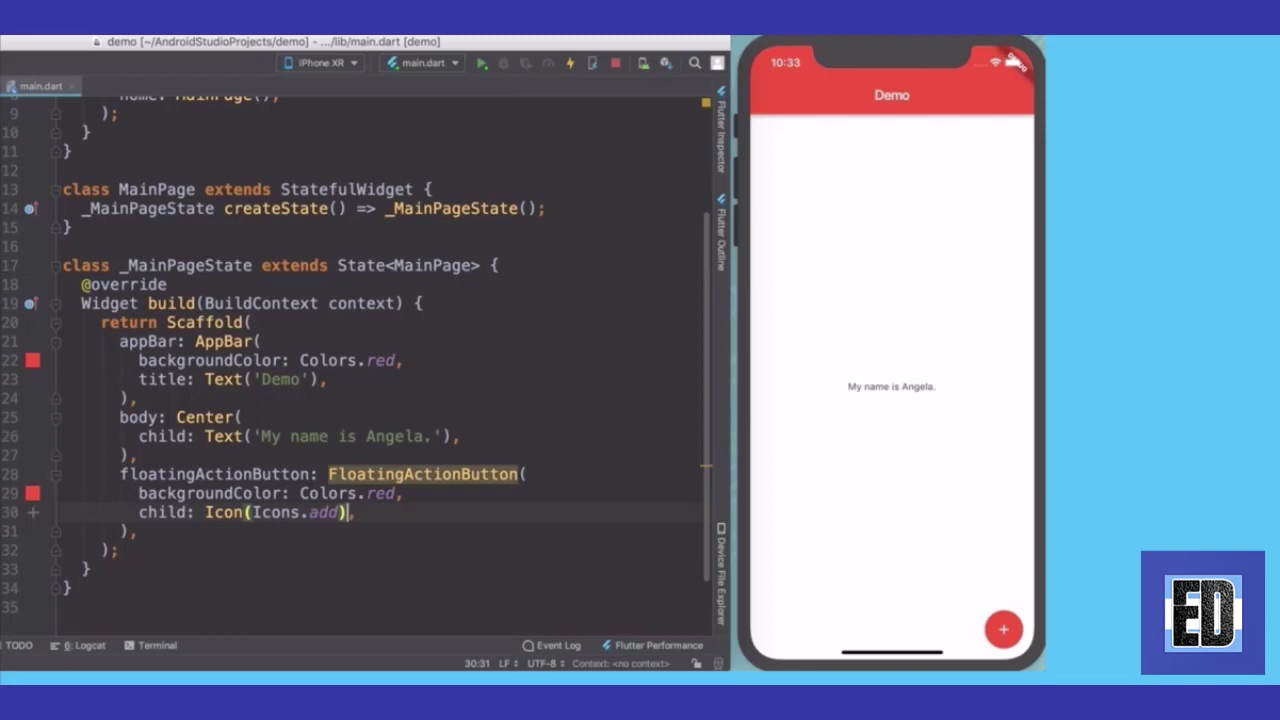 demo [~/AndroidStudioProjects/demo] - .../lib/main.dart [demo]
iPhone XR main.dart
main.dart
8 home: MainPage();
9 );
10 }
11 }
12
13 class MainPage extends StatefulWidget {
14 _MainPageState createState() => _MainPageState();
15 }
16
17 class _MainPageState extends State<MainPage> {
18 @override
19 Widget build(BuildContext context) {
20 return Scaffold(
21 appBar: AppBar(
22 backgroundColor: Colors.red,
23 title: Text('Demo'),
24 ),
25 body: Center(
26 child: Text('My name is Angela.'),
27 ),
28 floatingActionButton: FloatingActionButton(
29 backgroundColor: Colors.red,
30 child: Icon(Icons.add),
31 ),
32 );
33 }
34 }
35
Flutter Inspector
Flutter Outline
Device File Explorer
TODO 6: Logcat Terminal Event Log Flutter Performance
30:31 LF UTF-8 Context: <no context>
10:33
DEBUG
Demo
My name is Angela.
+
ED